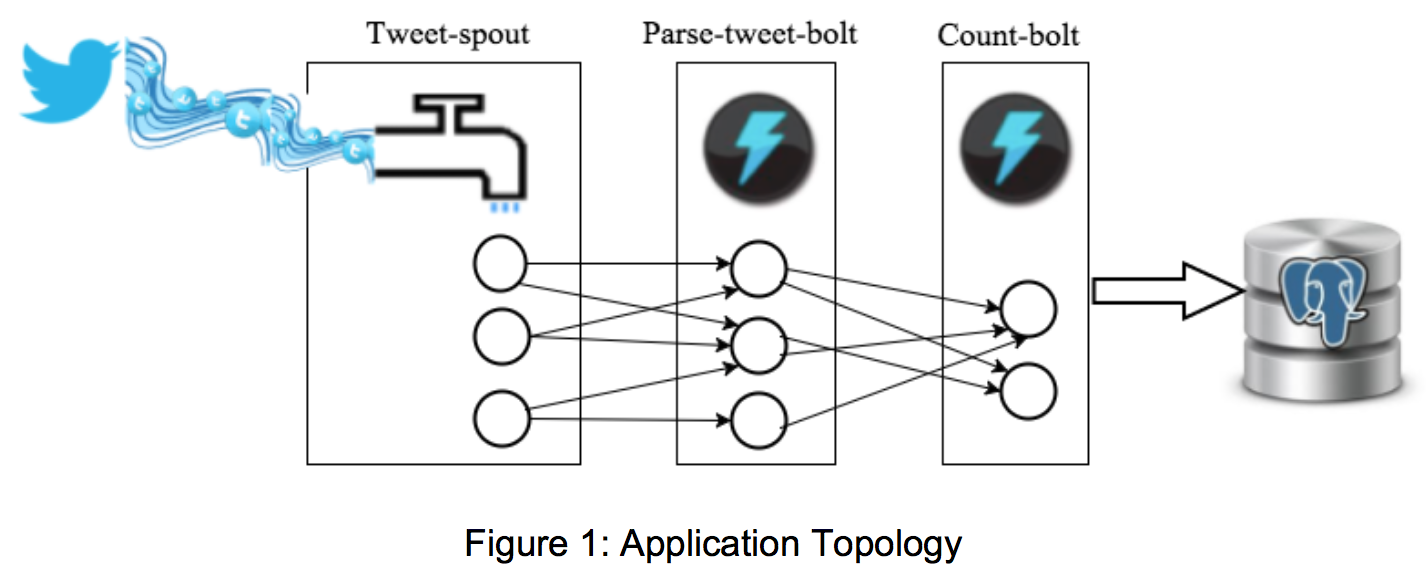 Tweet-spout
Parse-tweet-bolt
Count-bolt
Figure 1: Application Topology